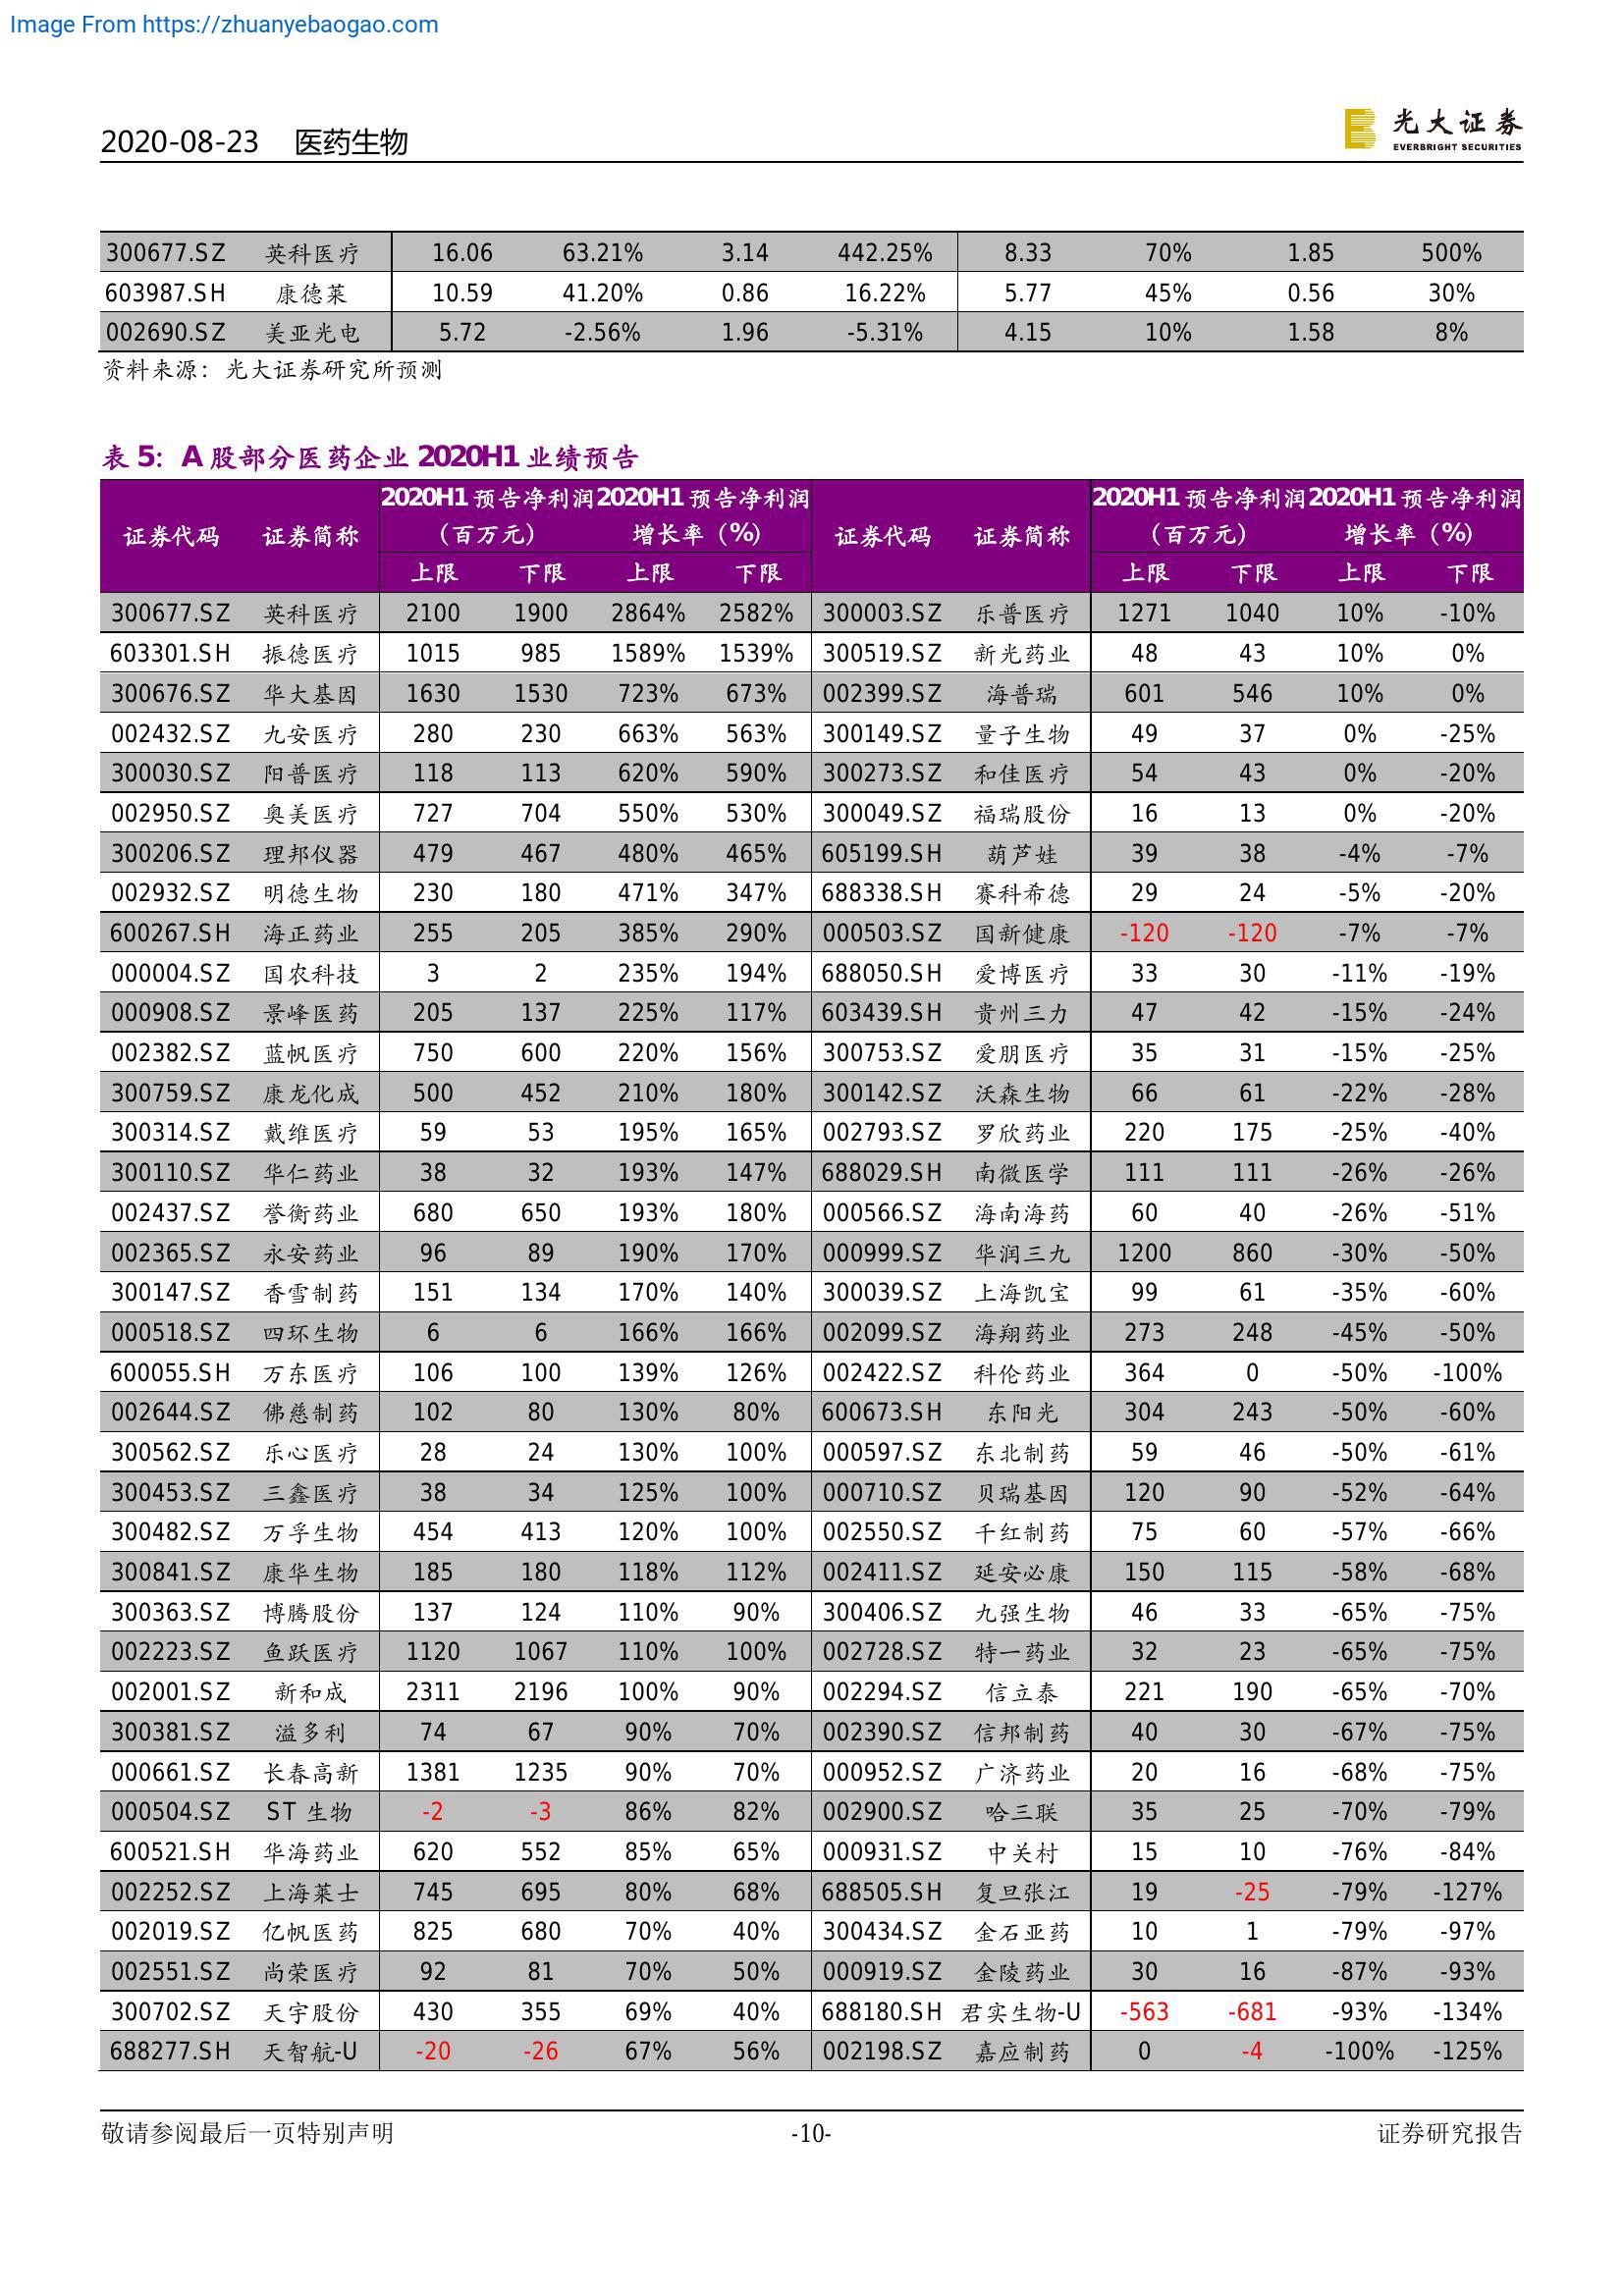 Image From https://zhuanyebaogao.com
2020-08-23 医药生物
光大证券
EVERBRIGHT SECURITIES
300677.SZ 英科医疗 16.06 63.21% 3.14 442.25% 8.33 70% 1.85 500%
603987.SH 康德莱 10.59 41.20% 0.86 16.22% 5.77 45% 0.56 30%
002690.SZ 美亚光电 5.72 -2.56% 1.96 -5.31% 4.15 10% 1.58 8%
资料来源：光大证券研究所预测
表 5：A 股部分医药企业 2020H1 业绩预告
证券代码 证券简称 2020H1 预告净利润（百万元） 2020H1 预告净利润增长率（%） 证券代码 证券简称 2020H1 预告净利润（百万元） 2020H1 预告净利润增长率（%）
上限 下限 上限 下限 上限 下限 上限 下限
300677.SZ 英科医疗 2100 1900 2864% 2582% 300003.SZ 乐普医疗 1271 1040 10% -10%
603301.SH 振德医疗 1015 985 1589% 1539% 300519.SZ 新光药业 48 43 10% 0%
300676.SZ 华大基因 1630 1530 723% 673% 002399.SZ 海普瑞 601 546 10% 0%
002432.SZ 九安医疗 280 230 663% 563% 300149.SZ 量子生物 49 37 0% -25%
300030.SZ 阳普医疗 118 113 620% 590% 300273.SZ 和佳医疗 54 43 0% -20%
002950.SZ 奥美医疗 727 704 550% 530% 300049.SZ 福瑞股份 16 13 0% -20%
300206.SZ 理邦仪器 479 467 480% 465% 605199.SH 葫芦娃 39 38 -4% -7%
002932.SZ 明德生物 230 180 471% 347% 688338.SH 赛科希德 29 24 -5% -20%
600267.SH 海正药业 255 205 385% 290% 000503.SZ 国新健康 -120 -120 -7% -7%
000004.SZ 国农科技 3 2 235% 194% 688050.SH 爱博医疗 33 30 -11% -19%
000908.SZ 景峰医药 205 137 225% 117% 603439.SH 贵州三力 47 42 -15% -24%
002382.SZ 蓝帆医疗 750 600 220% 156% 300753.SZ 爱朋医疗 35 31 -15% -25%
300759.SZ 康龙化成 500 452 210% 180% 300142.SZ 沃森生物 66 61 -22% -28%
300314.SZ 戴维医疗 59 53 195% 165% 002793.SZ 罗欣药业 220 175 -25% -40%
300110.SZ 华仁药业 38 32 193% 147% 688029.SH 南微医学 111 111 -26% -26%
002437.SZ 誉衡药业 680 650 193% 180% 000566.SZ 海南海药 60 40 -26% -51%
002365.SZ 永安药业 96 89 190% 170% 000999.SZ 华润三九 1200 860 -30% -50%
300147.SZ 香雪制药 151 134 170% 140% 300039.SZ 上海凯宝 99 61 -35% -60%
000518.SZ 四环生物 6 6 166% 166% 002099.SZ 海翔药业 273 248 -45% -50%
600055.SH 万东医疗 106 100 139% 126% 002422.SZ 科伦药业 364 0 -50% -100%
002644.SZ 佛慈制药 102 80 130% 80% 600673.SH 东阳光 304 243 -50% -60%
300562.SZ 乐心医疗 28 24 130% 100% 000597.SZ 东北制药 59 46 -50% -61%
300453.SZ 三鑫医疗 38 34 125% 100% 000710.SZ 贝瑞基因 120 90 -52% -64%
300482.SZ 万孚生物 454 413 120% 100% 002550.SZ 千红制药 75 60 -57% -66%
300841.SZ 康华生物 185 180 118% 112% 002411.SZ 延安必康 150 115 -58% -68%
300363.SZ 博腾股份 137 124 110% 90% 300406.SZ 九强生物 46 33 -65% -75%
002223.SZ 鱼跃医疗 1120 1067 110% 100% 002728.SZ 特一药业 32 23 -65% -75%
002001.SZ 新和成 2311 2196 100% 90% 002294.SZ 信立泰 221 190 -65% -70%
300381.SZ 溢多利 74 67 90% 70% 002390.SZ 信邦制药 40 30 -67% -75%
000661.SZ 长春高新 1381 1235 90% 70% 000952.SZ 广济药业 20 16 -68% -75%
000504.SZ ST 生物 -2 -3 86% 82% 002900.SZ 哈三联 35 25 -70% -79%
600521.SH 华海药业 620 552 85% 65% 000931.SZ 中关村 15 10 -76% -84%
002252.SZ 上海莱士 745 695 80% 68% 688505.SH 复旦张江 19 -25 -79% -127%
002019.SZ 亿帆医药 825 680 70% 40% 300434.SZ 金石亚药 10 1 -79% -97%
002551.SZ 尚荣医疗 92 81 70% 50% 000919.SZ 金陵药业 30 16 -87% -93%
300702.SZ 天宇股份 430 355 69% 40% 688180.SH 君实生物-U -563 -681 -93% -134%
688277.SH 天智航-U -20 -26 67% 56% 002198.SZ 嘉应制药 0 -4 -100% -125%
敬请参阅最后一页特别声明 -10- 证券研究报告